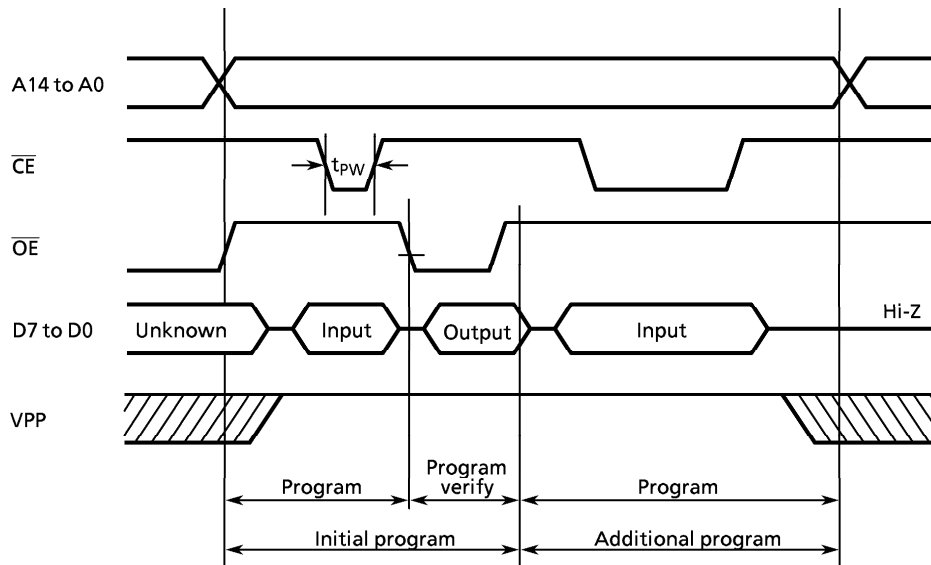 A14 to A0
CE
tPW
OE
D7 to D0
Unknown
Input
Output
Input
Hi-Z
VPP
Program
Program
verify
Program
Initial program
Additional program